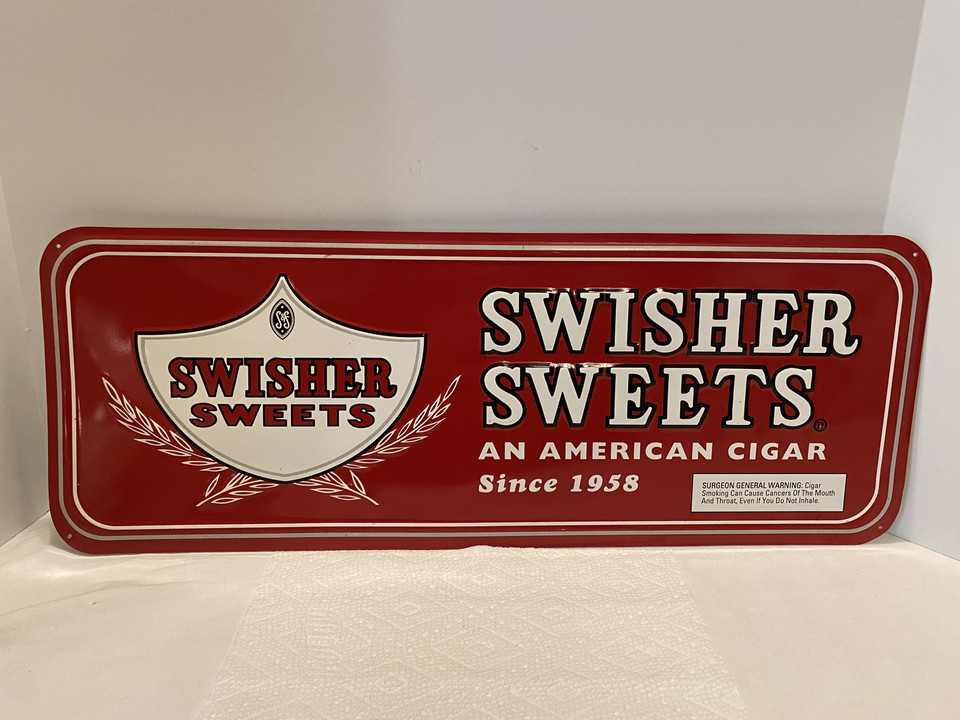 S&F
SWISHER
SWEETS
SWISHER
SWEETS
AN AMERICAN CIGAR
Since 1958
SURGEON GENERAL WARNING: Cigar
Smoking Can Cause Cancers Of The Mouth
And Throat, Even If You Do Not Inhale.